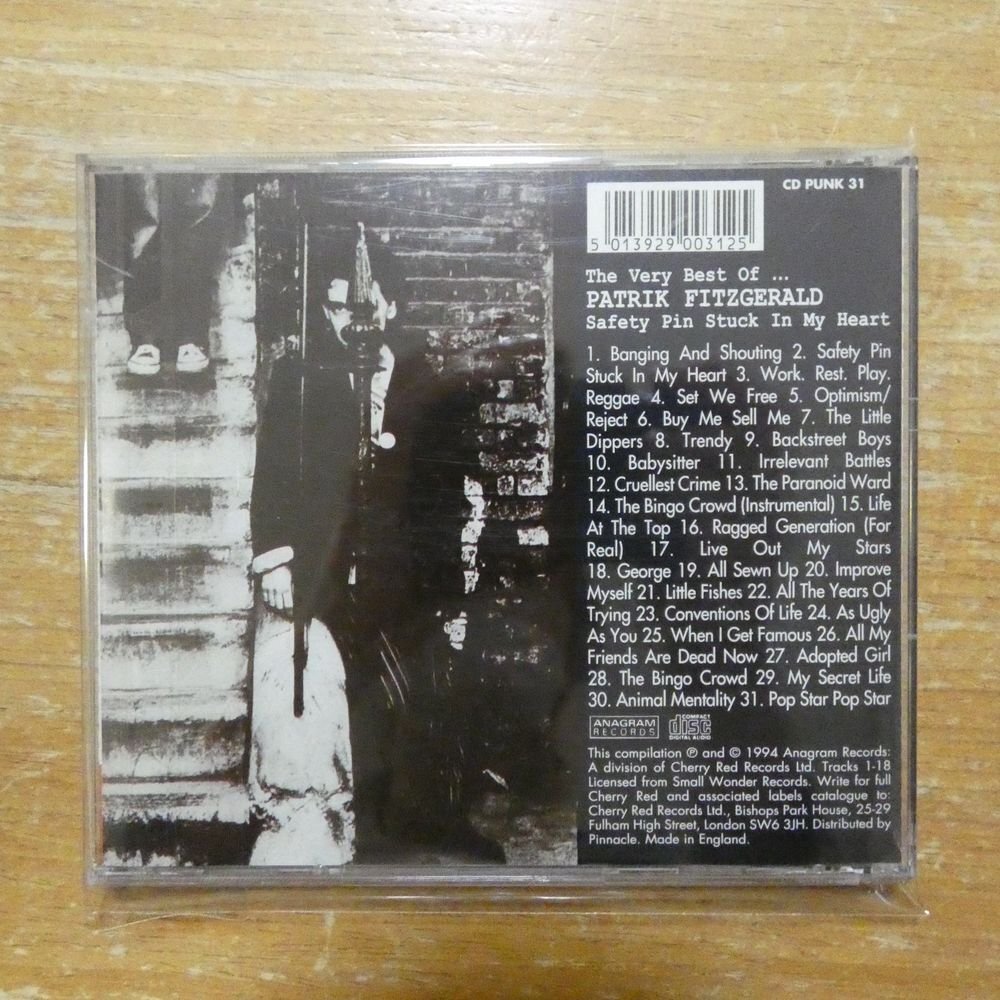 CD PUNK 31
5 013929 003125
The Very Best Of ...
PATRIK FITZGERALD
Safety Pin Stuck In My Heart
1. Banging And Shouting 2. Safety Pin
Stuck In My Heart 3. Work. Rest. Play,
Reggae 4. Set We Free 5. Optimism/
Reject 6. Buy Me Sell Me 7. The Little
Dippers 8. Trendy 9. Backstreet Boys
10. Babysitter 11. Irrelevant Battles
12. Cruellest Crime 13. The Paranoid Ward
14. The Bingo Crowd (Instrumental) 15. Life
At The Top 16. Ragged Generation (For
Real) 17. Live Out My Stars
18. George 19. All Sewn Up 20. Improve
Myself 21. Little Fishes 22. All The Years Of
Trying 23. Conventions Of Life 24. As Ugly
As You 25. When I Get Famous 26. All My
Friends Are Dead Now 27. Adopted Girl
28. The Bingo Crowd 29. My Secret Life
30. Animal Mentality 31. Pop Star Pop Star
ANAGRAM
RECORDS
COMPACT
disc
DIGITAL AUDIO
This compilation ℗ and © 1994 Anagram Records:
A division of Cherry Red Records Ltd. Tracks 1-18
Licensed from Small Wonder Records. Write for full
Cherry Red and associated labels catalogue to:
Cherry Red Records Ltd., Bishops Park House, 25-29
Fulham High Street, London SW6 3JH. Distributed by
Pinnacle. Made in England.